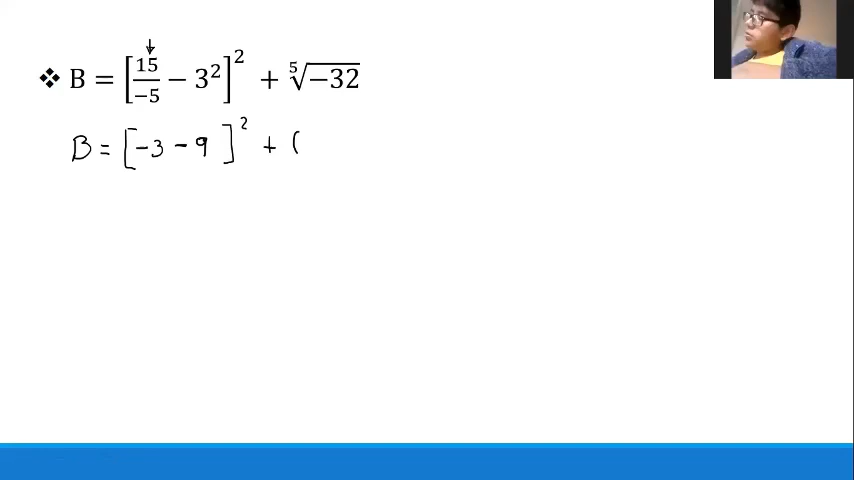 ❖ B = [15/−5 − 3²]² + ⁵√−32
B = [-3 - 9]² + (